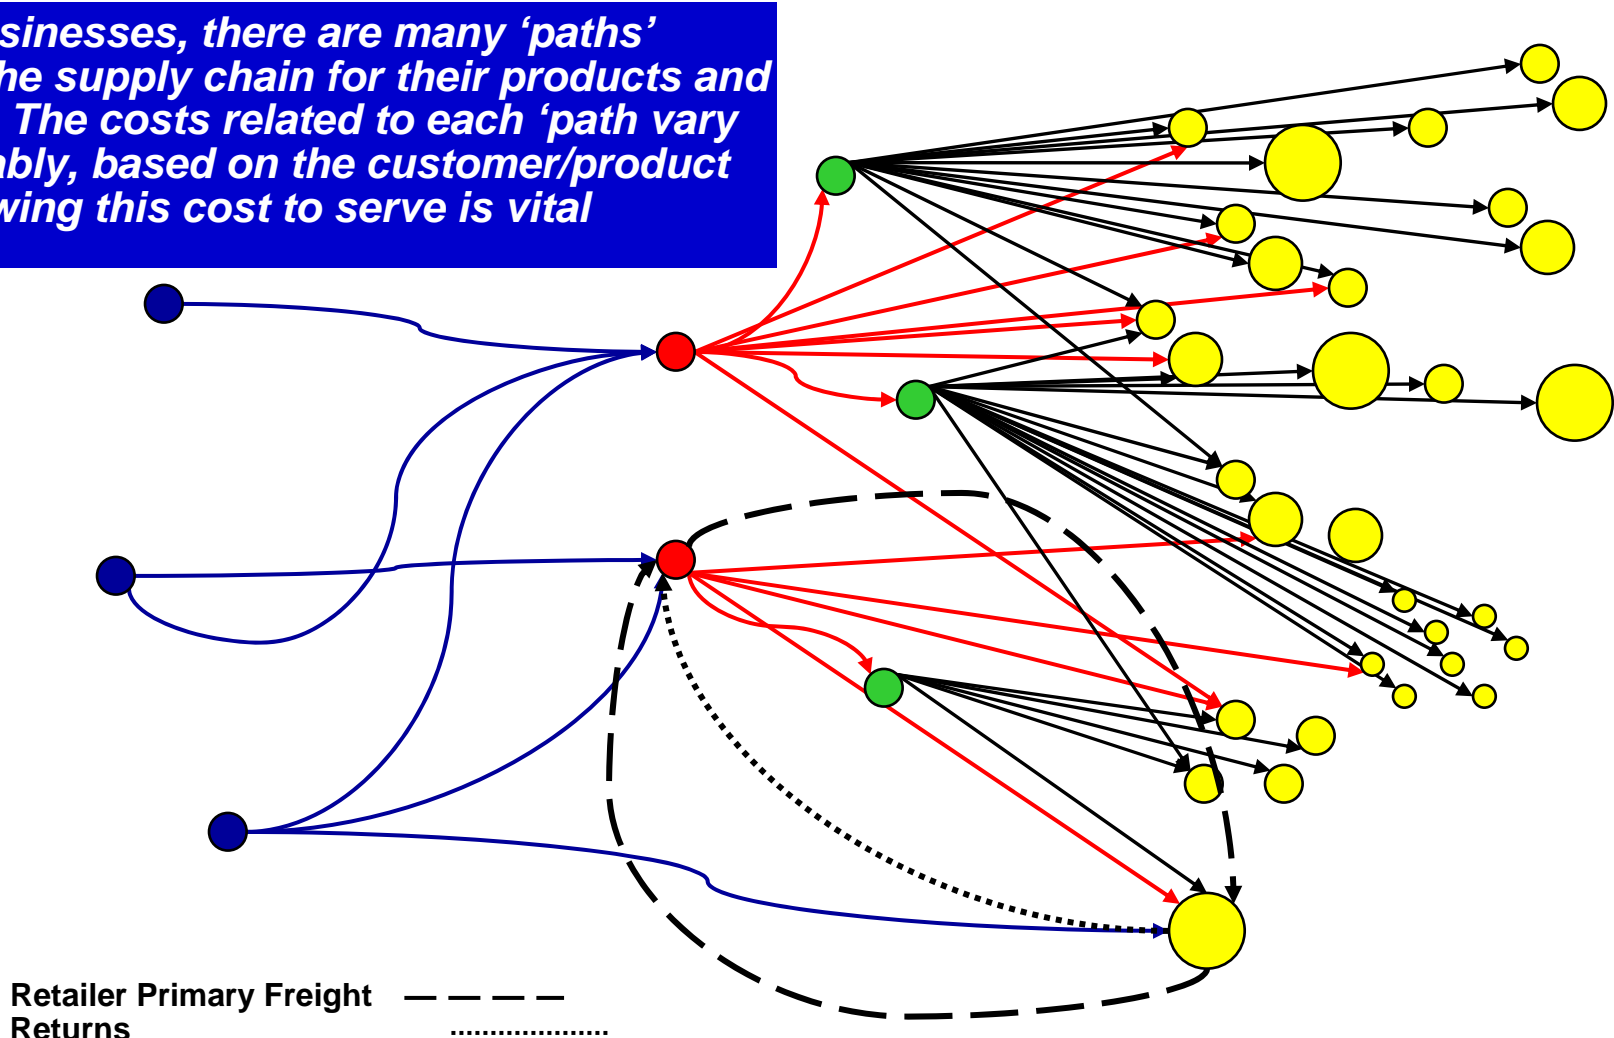 sinesses, there are many ‘paths’
he supply chain for their products and
The costs related to each ‘path vary
ably, based on the customer/product
wing this cost to serve is vital
Retailer Primary Freight
Returns